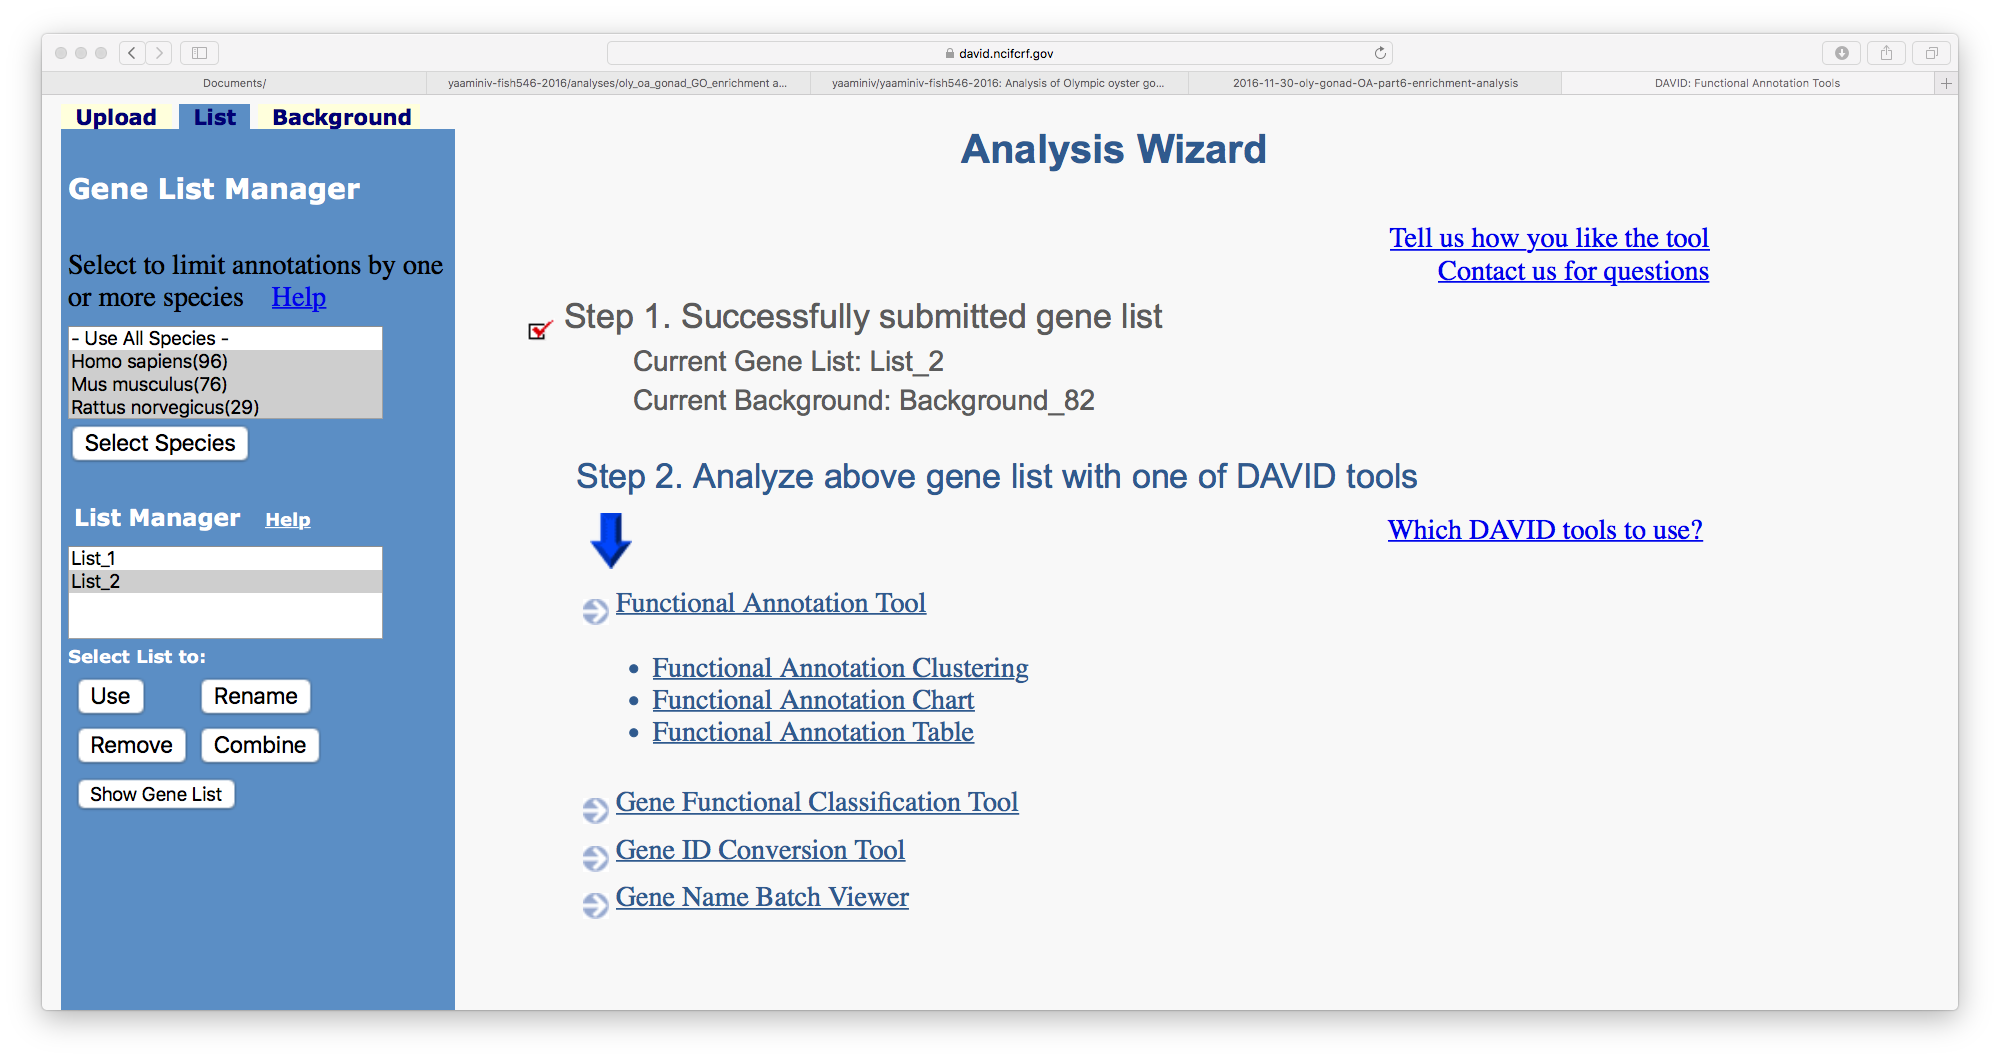 david.ncifcrf.gov
Documents/
yaaminiv-fish546-2016/analyses/oly_oa_gonad_GO_enrichment a...
yaaminiv/yaaminiv-fish546-2016: Analysis of Olympic oyster go...
2016-11-30-oly-gonad-OA-part6-enrichment-analysis
DAVID: Functional Annotation Tools
Upload
List
Background
Gene List Manager
Select to limit annotations by one
or more species Help
- Use All Species -
Homo sapiens(96)
Mus musculus(76)
Rattus norvegicus(29)
Select Species
List Manager Help
List_1
List_2
Select List to:
Use
Rename
Remove
Combine
Show Gene List
Analysis Wizard
Tell us how you like the tool
Contact us for questions
Step 1. Successfully submitted gene list
Current Gene List: List_2
Current Background: Background_82
Step 2. Analyze above gene list with one of DAVID tools
Which DAVID tools to use?
Functional Annotation Tool
Functional Annotation Clustering
Functional Annotation Chart
Functional Annotation Table
Gene Functional Classification Tool
Gene ID Conversion Tool
Gene Name Batch Viewer